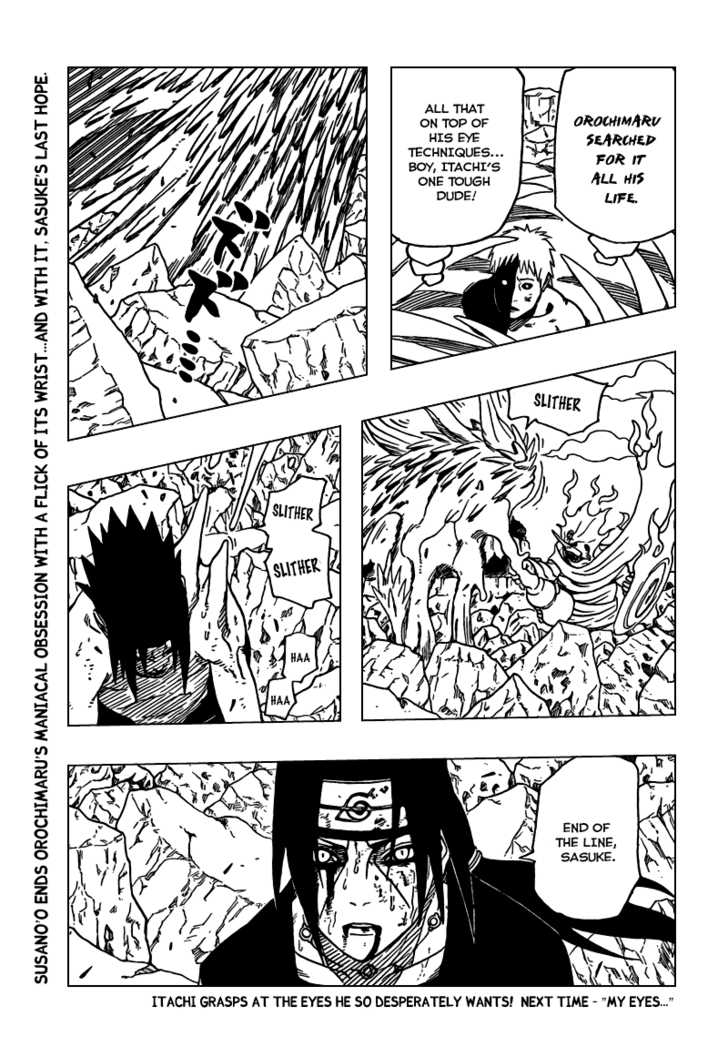 OROCHIMARU
SEARCHED
FOR IT
ALL HIS
LIFE.
ALL THAT
ON TOP OF
HIS EYE
TECHNIQUES...
BOY, ITACHI'S
ONE TOUGH
DUDE!
ズズ...
SLITHER
SLITHER
SLITHER
HAA
HAA
END OF
THE LINE,
SASUKE.
SUSANO'O ENDS OROCHIMARU'S MANIACAL OBSESSION WITH A FLICK OF ITS WRIST...AND WITH IT, SASUKE'S LAST HOPE.
ITACHI GRASPS AT THE EYES HE SO DESPERATELY WANTS! NEXT TIME - "MY EYES..."